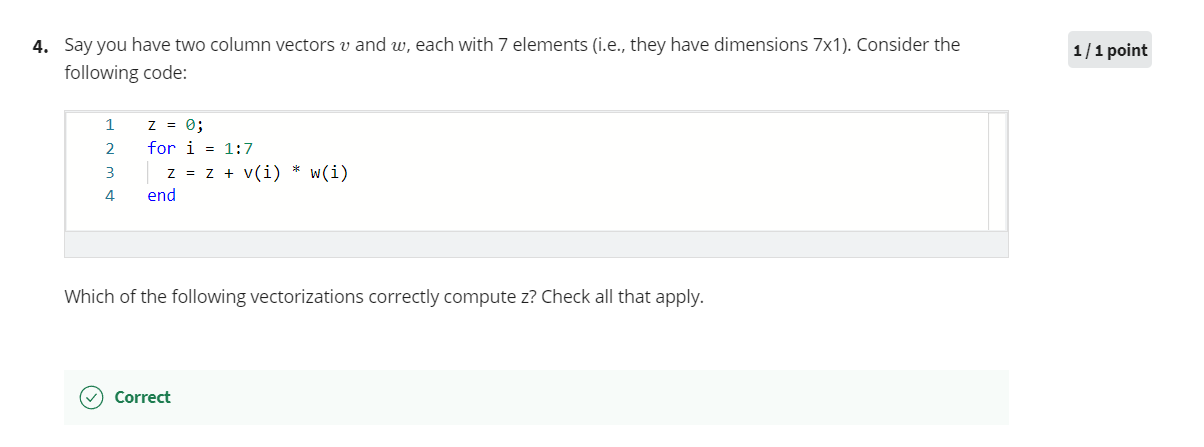 4. Say you have two column vectors v and w, each with 7 elements (i.e., they have dimensions 7x1). Consider the
following code:
1/1 point
1 z = 0;
2 for i = 1:7
3 z = z + v(i) * w(i)
4 end
Which of the following vectorizations correctly compute z? Check all that apply.
Correct